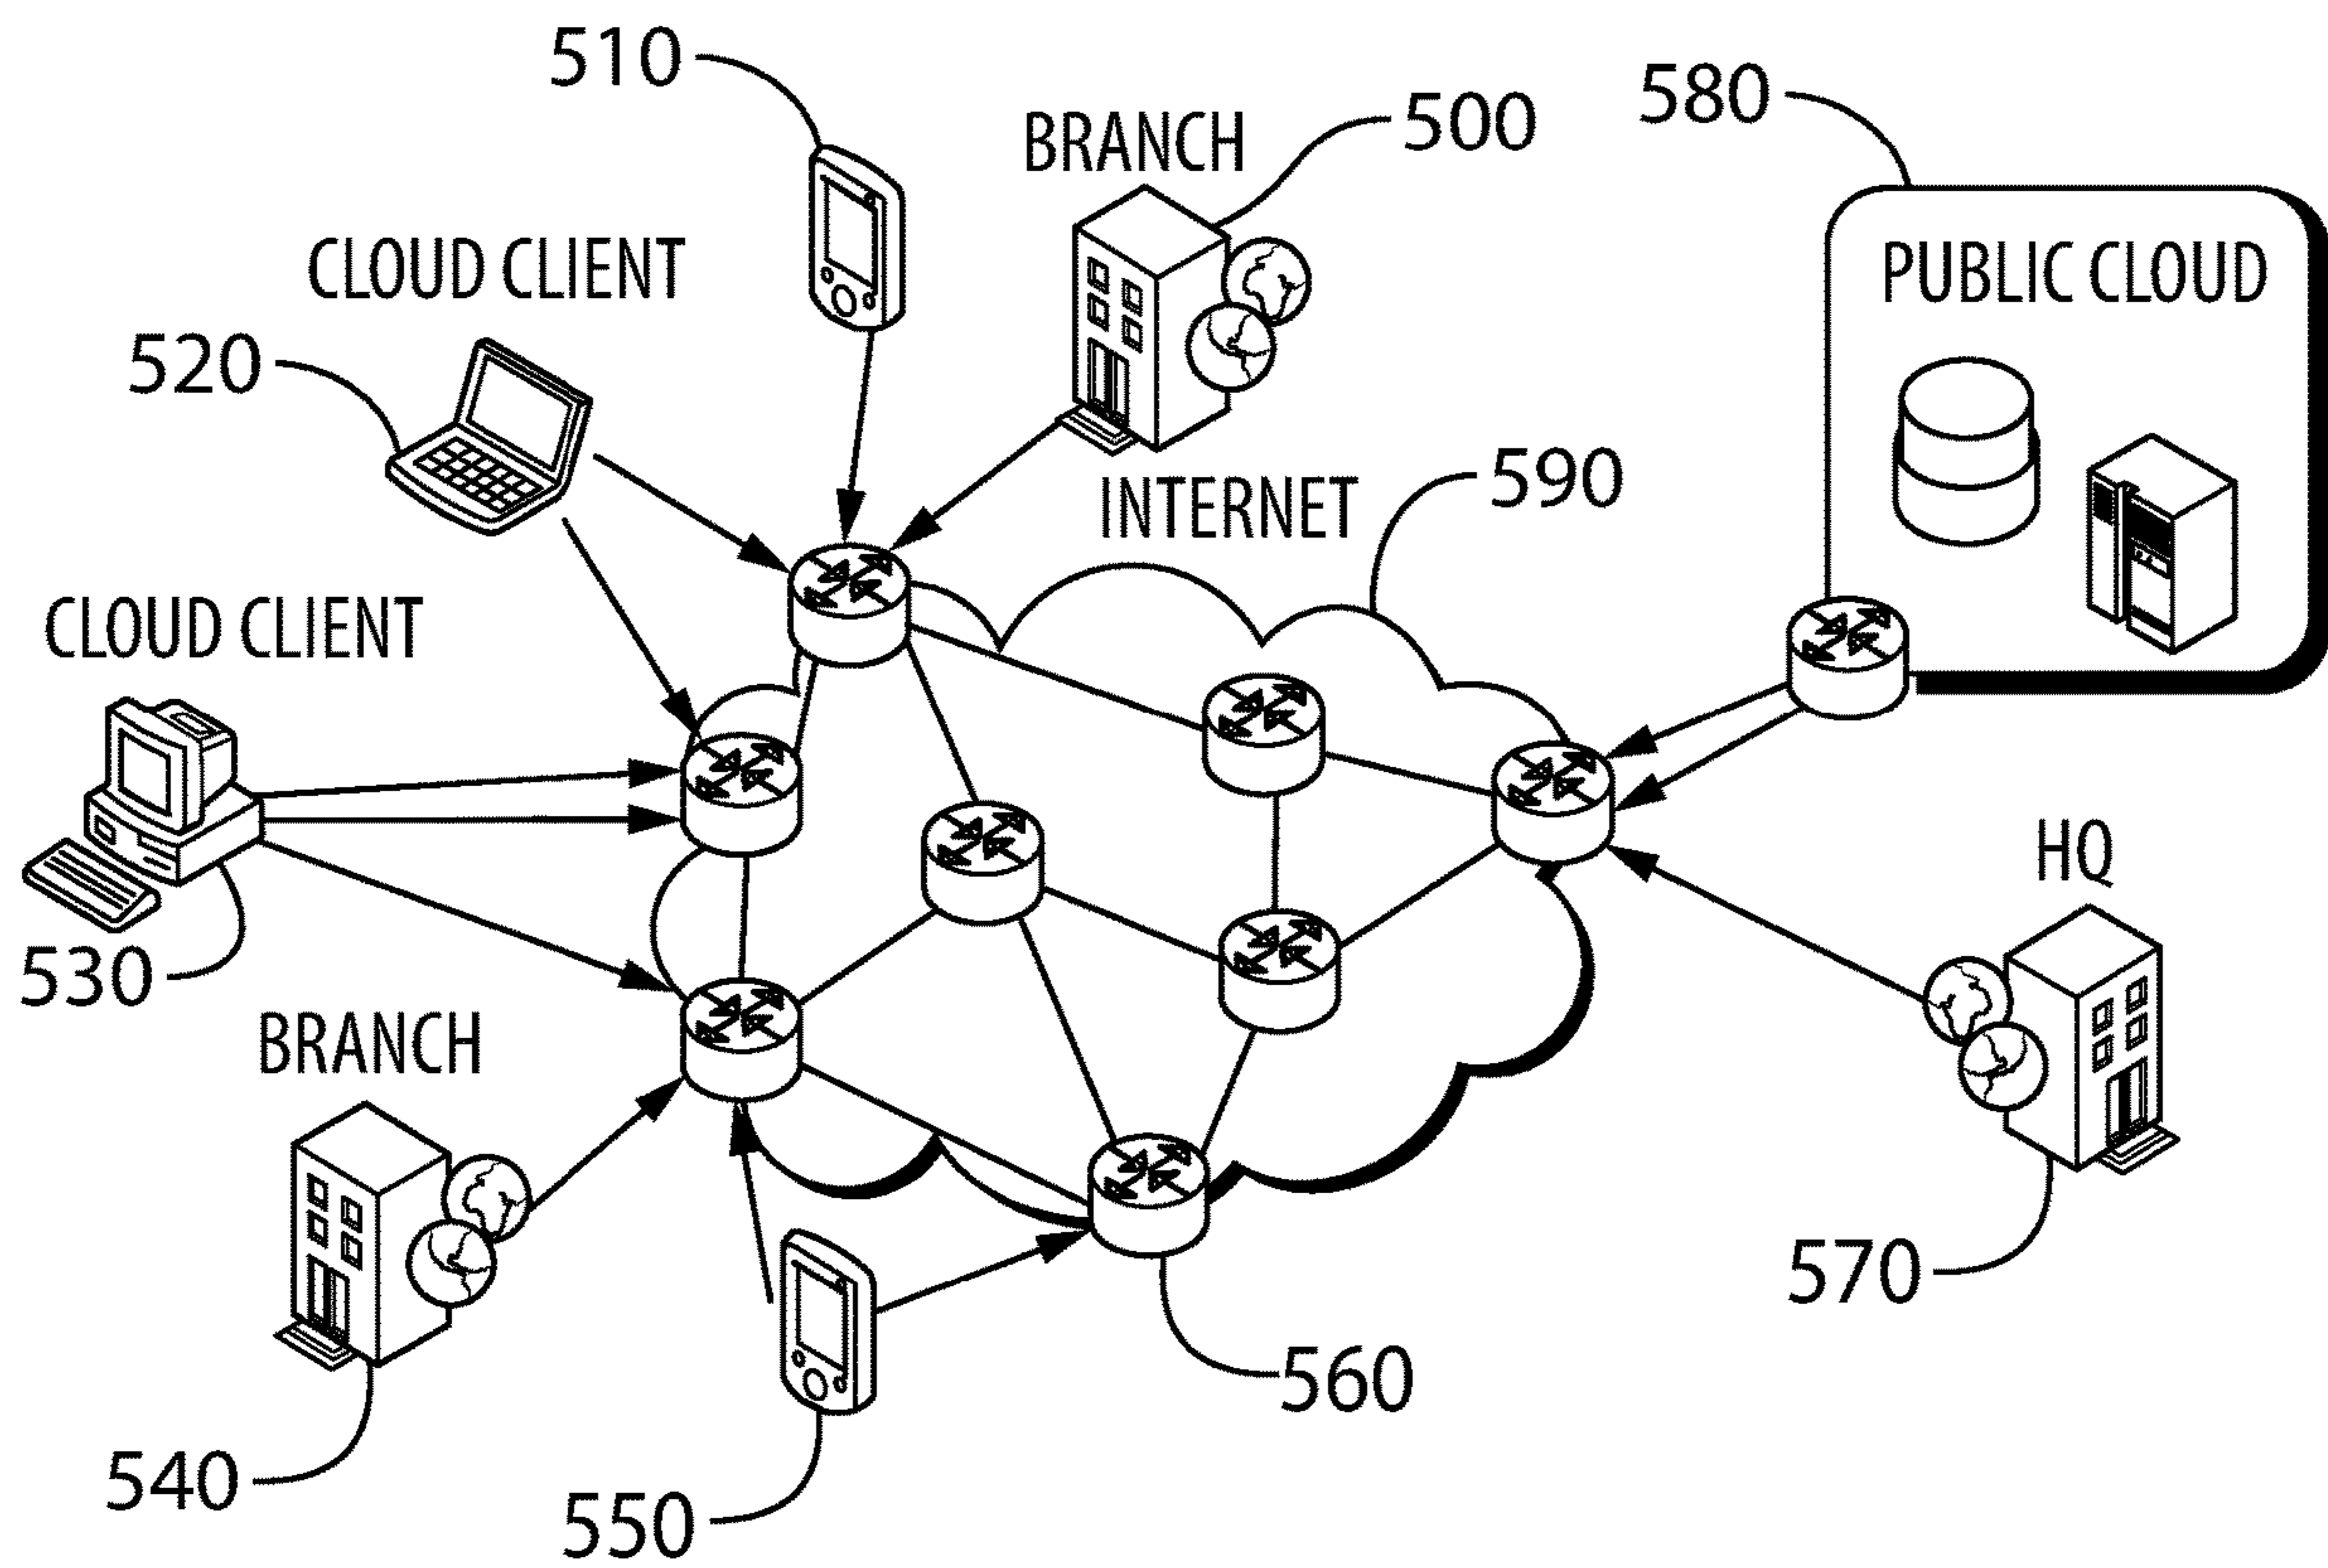 510
BRANCH
500
580
CLOUD CLIENT
PUBLIC CLOUD
520
INTERNET
590
CLOUD CLIENT
HQ
530
BRANCH
570
560
540
550